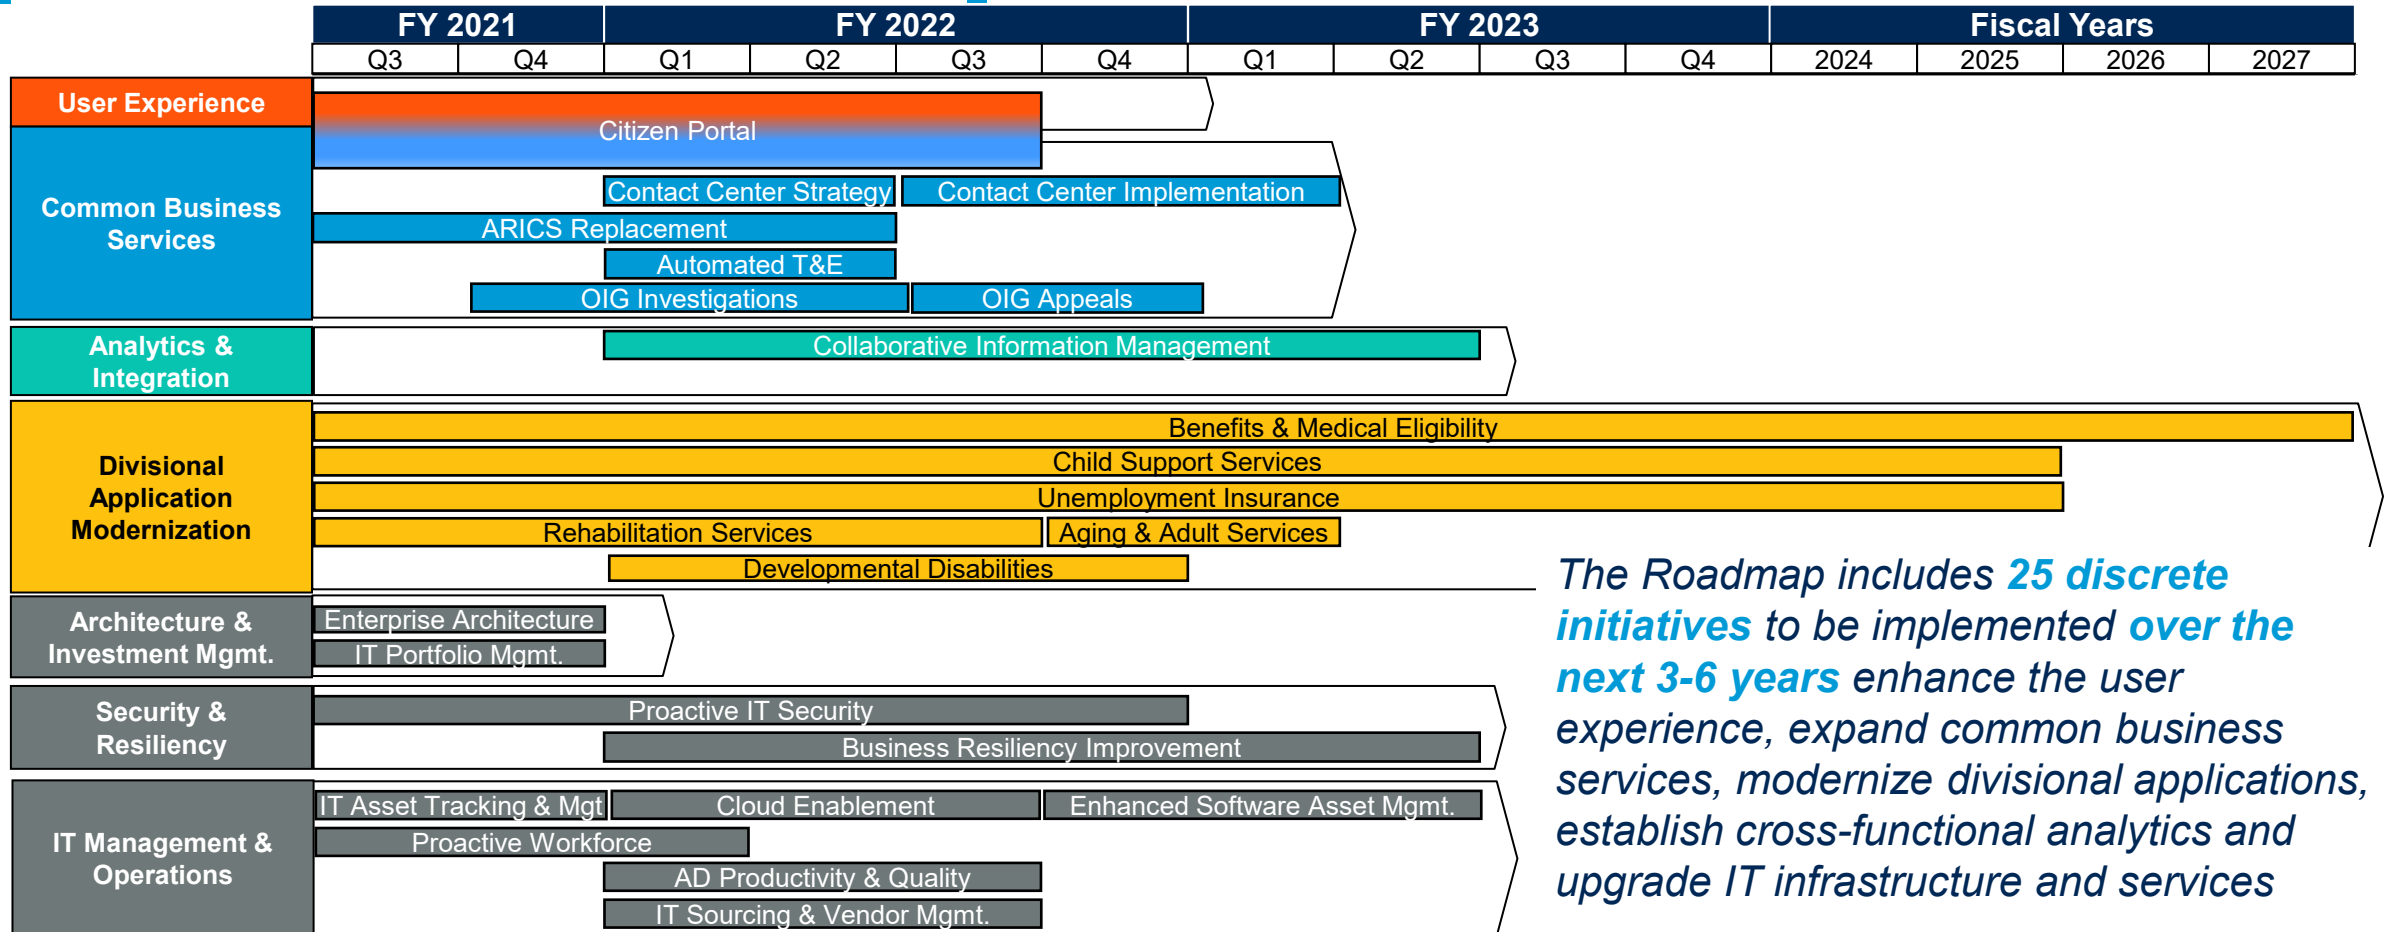 FY 2021
FY 2022
FY 2023
Fiscal Years
Q3
Q4
Q1
Q2
Q3
Q4
Q1
Q2
Q3
Q4
2024
2025
2026
2027
User Experience
Citizen Portal
Common Business
Services
Contact Center Strategy
Contact Center Implementation
ARICS Replacement
Automated T&E
OIG Investigations
OIG Appeals
Analytics &
Integration
Collaborative Information Management
Divisional
Application
Modernization
Benefits & Medical Eligibility
Child Support Services
Unemployment Insurance
Rehabilitation Services
Aging & Adult Services
Developmental Disabilities
Architecture &
Investment Mgmt.
Enterprise Architecture
IT Portfolio Mgmt.
Security &
Resiliency
Proactive IT Security
Business Resiliency Improvement
IT Management &
Operations
IT Asset Tracking & Mgt
Cloud Enablement
Enhanced Software Asset Mgmt.
Proactive Workforce
AD Productivity & Quality
IT Sourcing & Vendor Mgmt.
The Roadmap includes 25 discrete
initiatives to be implemented over the
next 3-6 years enhance the user
experience, expand common business
services, modernize divisional applications,
establish cross-functional analytics and
upgrade IT infrastructure and services